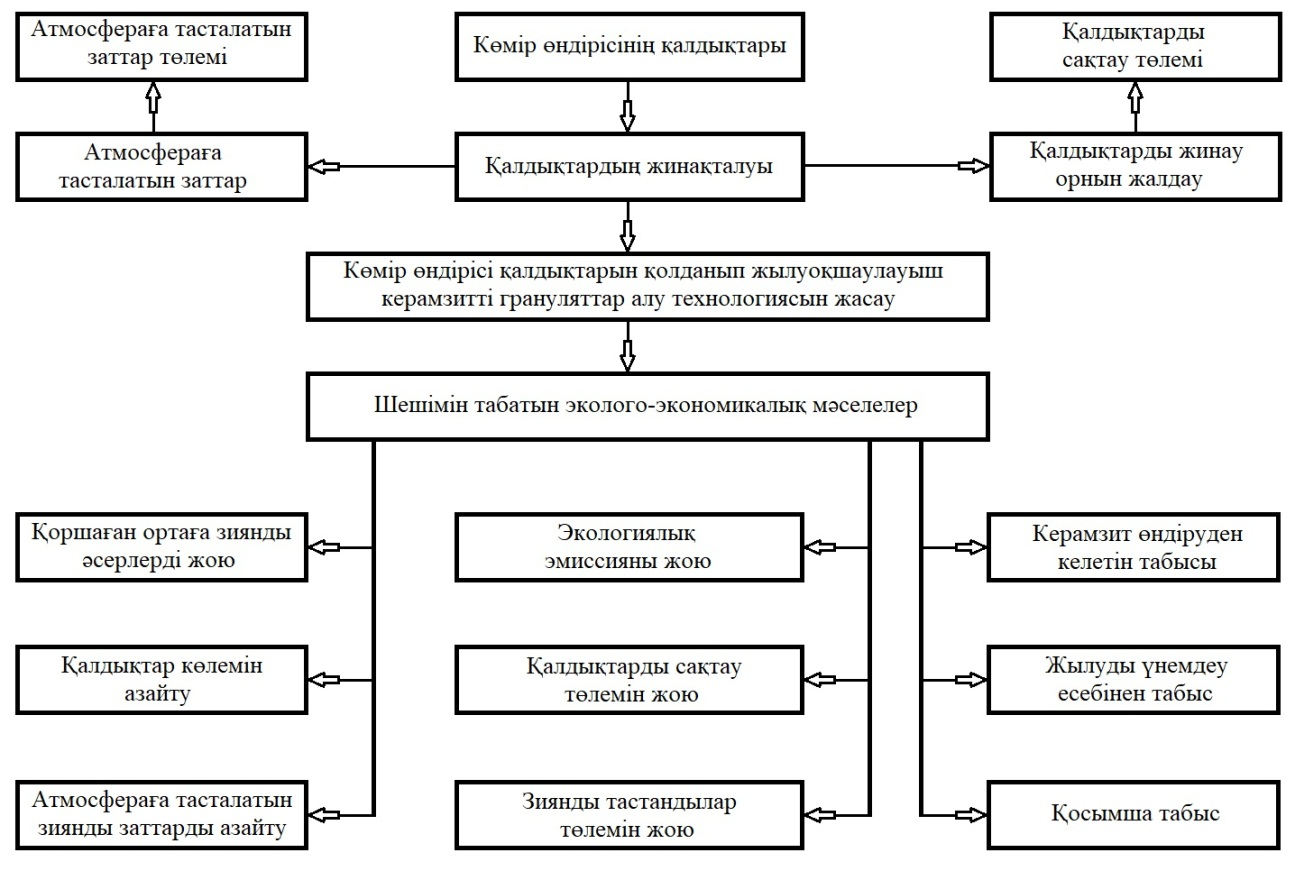 Атмосфераға тасталатын
заттар төлемі
Көмір өндірісінің қалдықтары
Қалдықтарды
сақтау төлемі
Атмосфераға
тасталатын заттар
Қалдықтардың жинақталуы
Қалдықтарды жинау
орнын жалдау
Көмір өндірісі қалдықтарын қолданып жылуоқшаулауыш
керамзитті грануляттар алу технологиясын жасау
Шешімін табатын эколого-экономикалық мәселелер
Қоршаған ортаға зиянды
әсерлерді жою
Экологиялық
эмиссияны жою
Керамзит өндіруден
келетін табысы
Қалдықтар көлемін
азайту
Қалдықтарды сақтау
төлемін жою
Жылуды үнемдеу
есебінен табыс
Атмосфераға тасталатын
зиянды заттарды азайту
Зиянды тастандылар
төлемін жою
Қосымша табыс